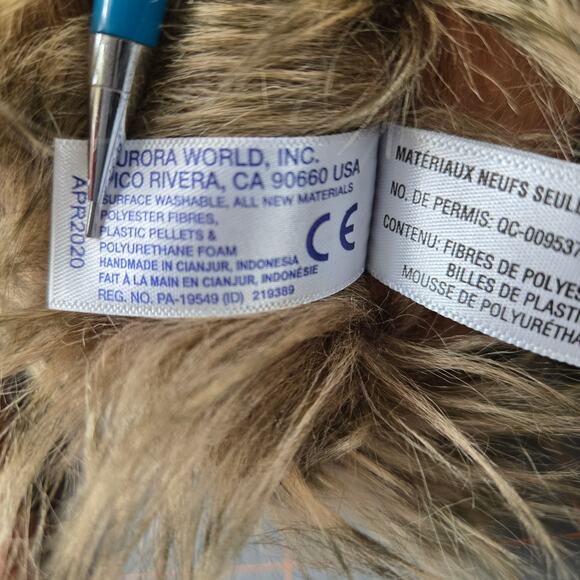 URORA WORLD, INC.
PICO RIVERA, CA 90660 USA
SURFACE WASHABLE, ALL NEW MATERIALS
POLYESTER FIBRES,
PLASTIC PELLETS &
POLYURETHANE FOAM
HANDMADE IN CIANJUR, INDONESIA
FAIT À LA MAIN EN CIANJUR, INDONÉSIE
REG. NO. PA-19549 (ID) 219389
CE
APR2020
MATÉRIAUX NEUFS SEULE
NO. DE PERMIS: QC-009537
CONTENU: FIBRES DE POLYES
BILLES DE PLASTI
MOUSSE DE POLYURÉTHA